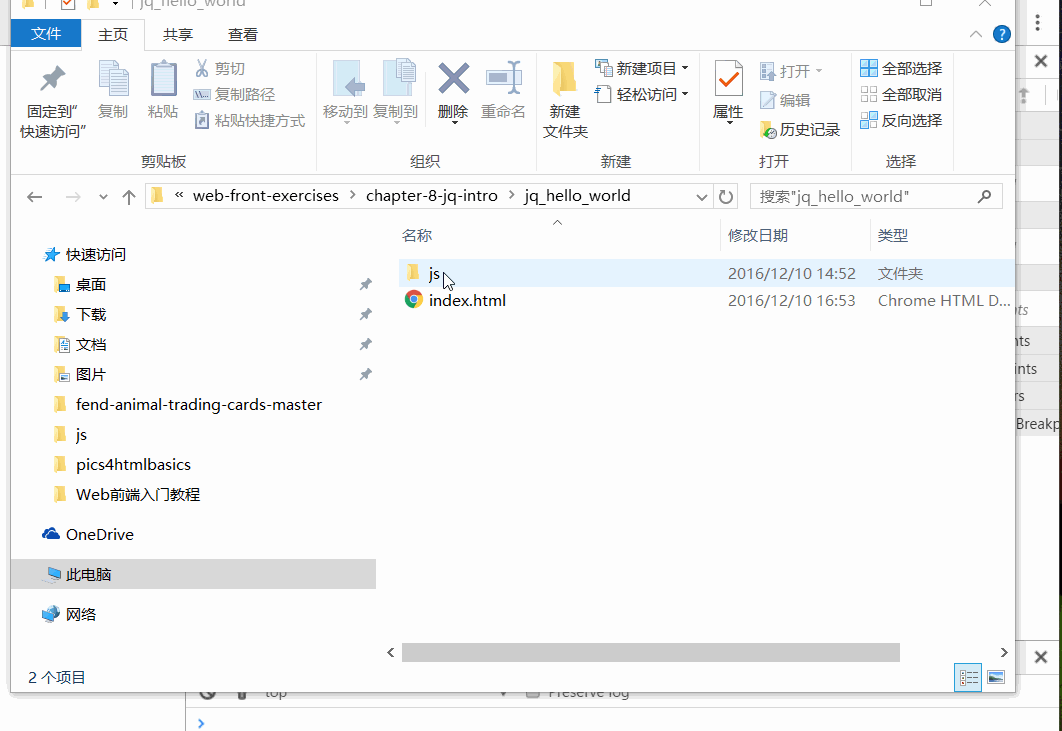 jq_hello_world
文件 主页 共享 查看
固定到"快速访问"
复制
粘贴
剪切
复制路径
粘贴快捷方式
剪贴板
移动到
复制到
删除
重命名
组织
新建文件夹
新建项目
轻松访问
新建
属性
打开
编辑
历史记录
打开
全部选择
全部取消
反向选择
选择
« web-front-exercises > chapter-8-jq-intro > jq_hello_world
搜索"jq_hello_world"
名称 修改日期 类型
js 2016/12/10 14:52 文件夹
index.html 2016/12/10 16:53 Chrome HTML D...
快速访问
桌面
下载
文档
图片
fend-animal-trading-cards-master
js
pics4htmlbasics
Web前端入门教程
OneDrive
此电脑
网络
2 个项目
Breakp
top Preserve log